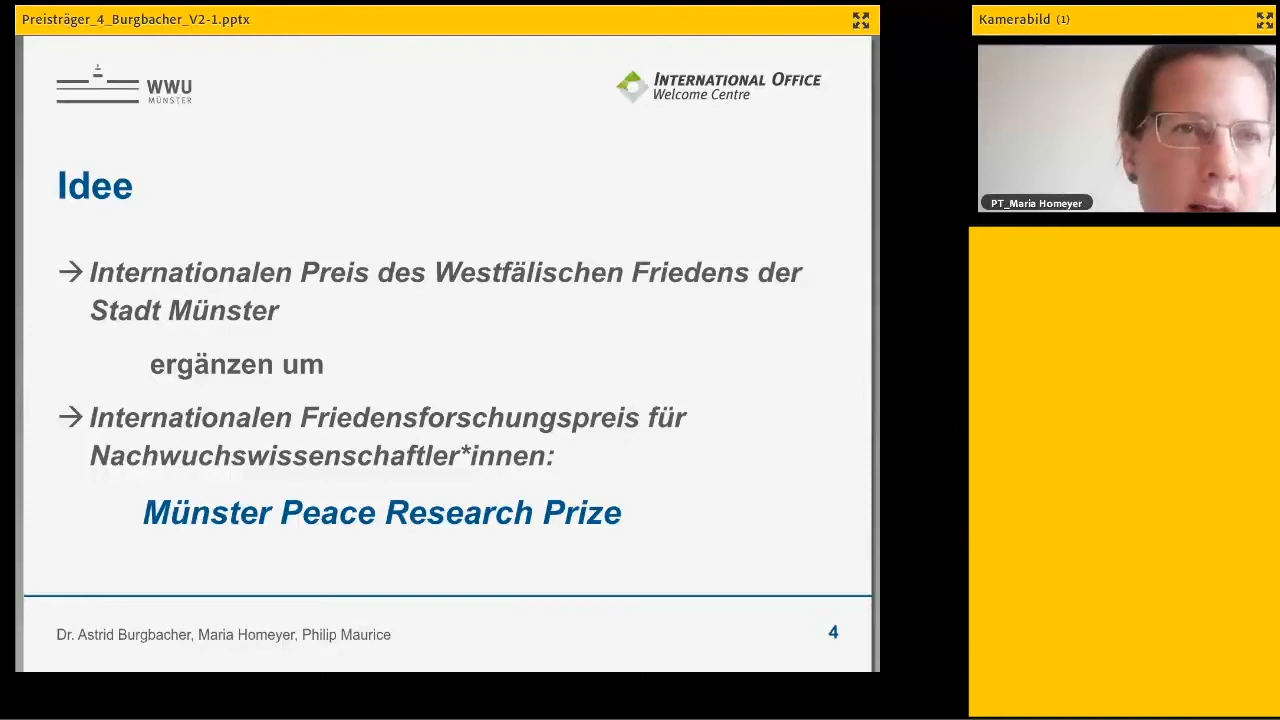 Preisträger_4_Burgbacher_V2-1.pptx
Kamerabild (1)
WWU
MÜNSTER
INTERNATIONAL OFFICE
Welcome Centre
PT_Maria Homeyer
Idee
→ Internationalen Preis des Westfälischen Friedens der
Stadt Münster
ergänzen um
→ Internationalen Friedensforschungspreis für
Nachwuchswissenschaftler*innen:
Münster Peace Research Prize
Dr. Astrid Burgbacher, Maria Homeyer, Philip Maurice
4